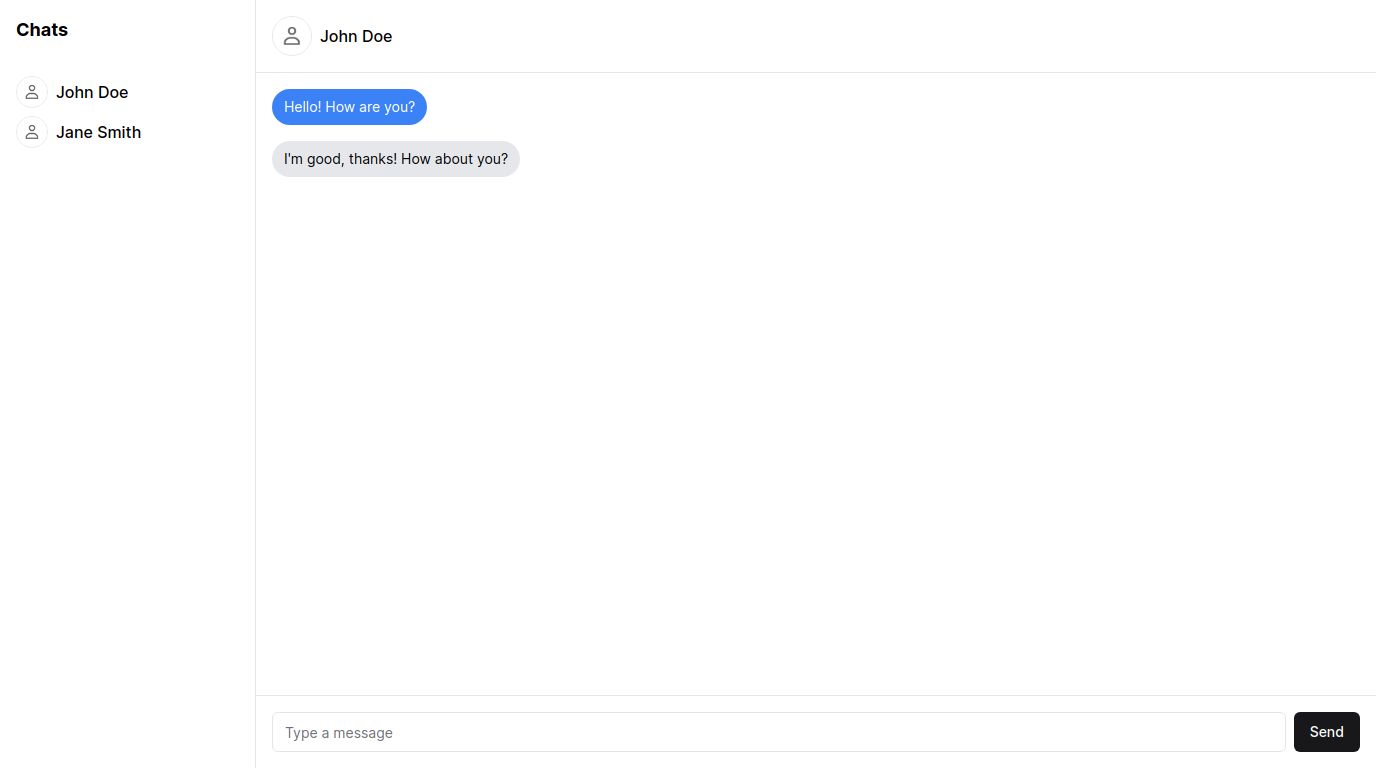 Chats
John Doe
Jane Smith
John Doe
Hello! How are you?
I'm good, thanks! How about you?
Type a message
Send